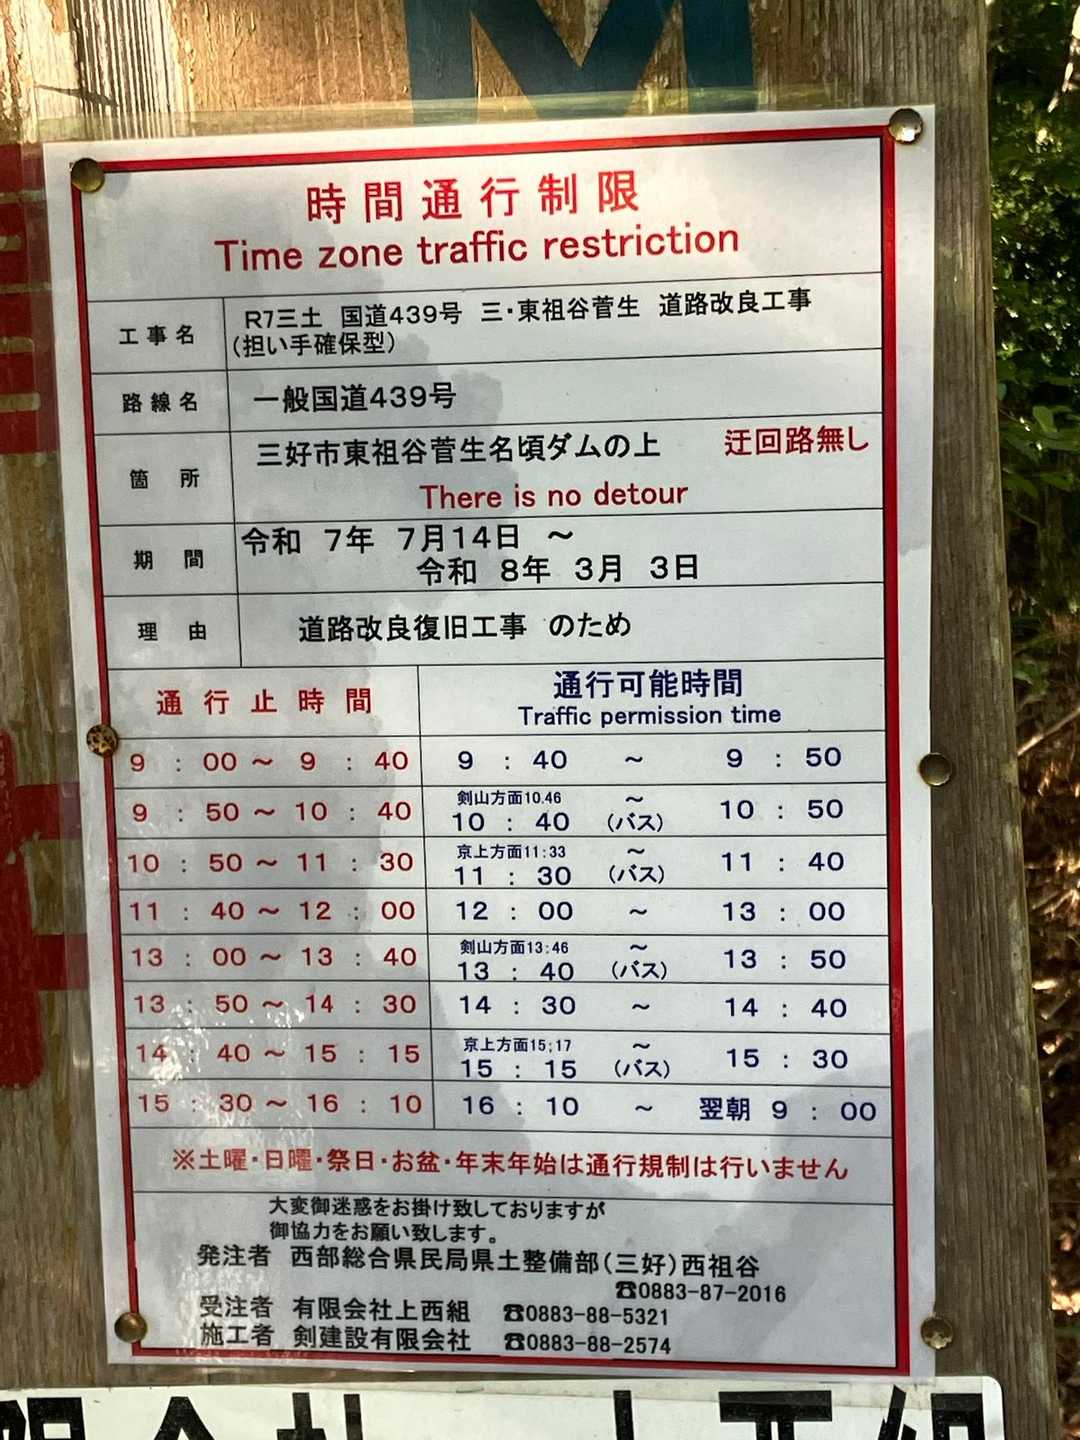 M
時間通行制限
Time zone traffic restriction
工事名 R7三土 国道439号 三・東祖谷菅生 道路改良工事
(担い手確保型)
路線名 一般国道439号
箇所 三好市東祖谷菅生名頃ダムの上 迂回路無し
There is no detour
期間 令和 7年 7月14日 ～
令和 8年 3月 3日
理由 道路改良復旧工事 のため
通行止時間 通行可能時間
Traffic permission time
9 : 00 ～ 9 : 40 9 : 40 ～ 9 : 50
剣山方面10.46
9 : 50 ～ 10 : 40 10 : 40 ～(バス) 10 : 50
京上方面11:33
10 : 50 ～ 11 : 30 11 : 30 ～(バス) 11 : 40
11 : 40 ～ 12 : 00 12 : 00 ～ 13 : 00
剣山方面13:46
13 : 00 ～ 13 : 40 13 : 40 ～(バス) 13 : 50
13 : 50 ～ 14 : 30 14 : 30 ～ 14 : 40
京上方面15;17
14 : 40 ～ 15 : 15 15 : 15 ～(バス) 15 : 30
15 : 30 ～ 16 : 10 16 : 10 ～ 翌朝 9 : 00
※土曜・日曜・祭日・お盆・年末年始は通行規制は行いません
大変御迷惑をお掛け致しておりますが
御協力をお願い致します。
発注者 西部総合県民局県土整備部(三好)西祖谷
☎0883-87-2016
受注者 有限会社上西組 ☎0883-88-5321
施工者 剣建設有限会社 ☎0883-88-2574